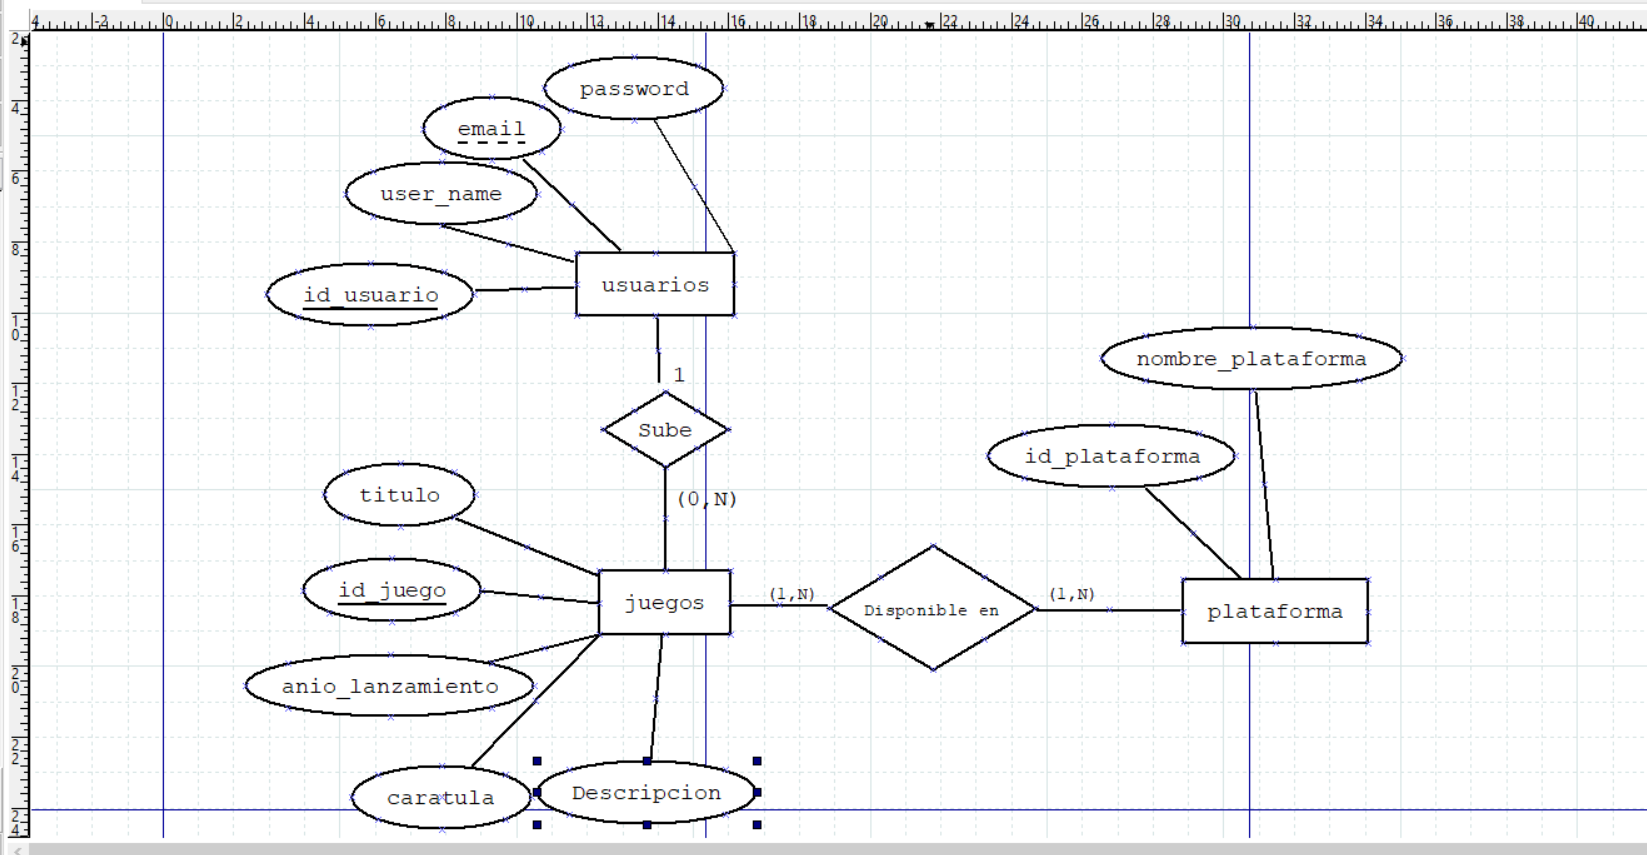 4 -2 0 2 4 6 8 10 12 14 16 18 20 22 24 26 28 30 32 34 36 38 40
2
4
6
8
10
12
14
16
18
20
22
24
password
email
user_name
usuarios
id_usuario
nombre_plataforma
1
Sube
id_plataforma
titulo
(0,N)
id_juego
juegos
(1,N)
Disponible en
(1,N)
plataforma
anio_lanzamiento
caratula
Descripcion